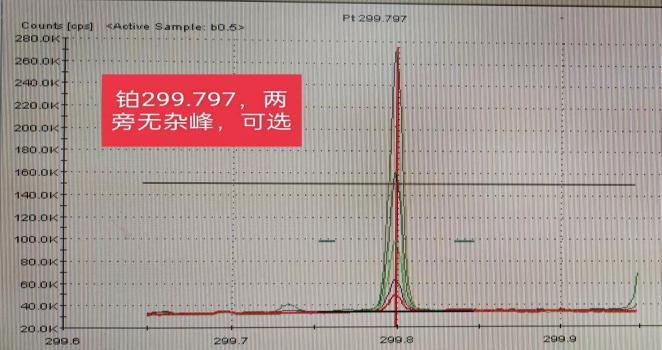 Pt 299.797
Counts [cps] <Active Sample: b0.5>
280.0K
260.0K
240.0K
220.0K
200.0K
180.0K
160.0K
140.0K
120.0K
100.0K
80.0K
60.0K
40.0K
20.0K
铂299.797，两
旁无杂峰，可选
299.6
299.7
299.8
299.9